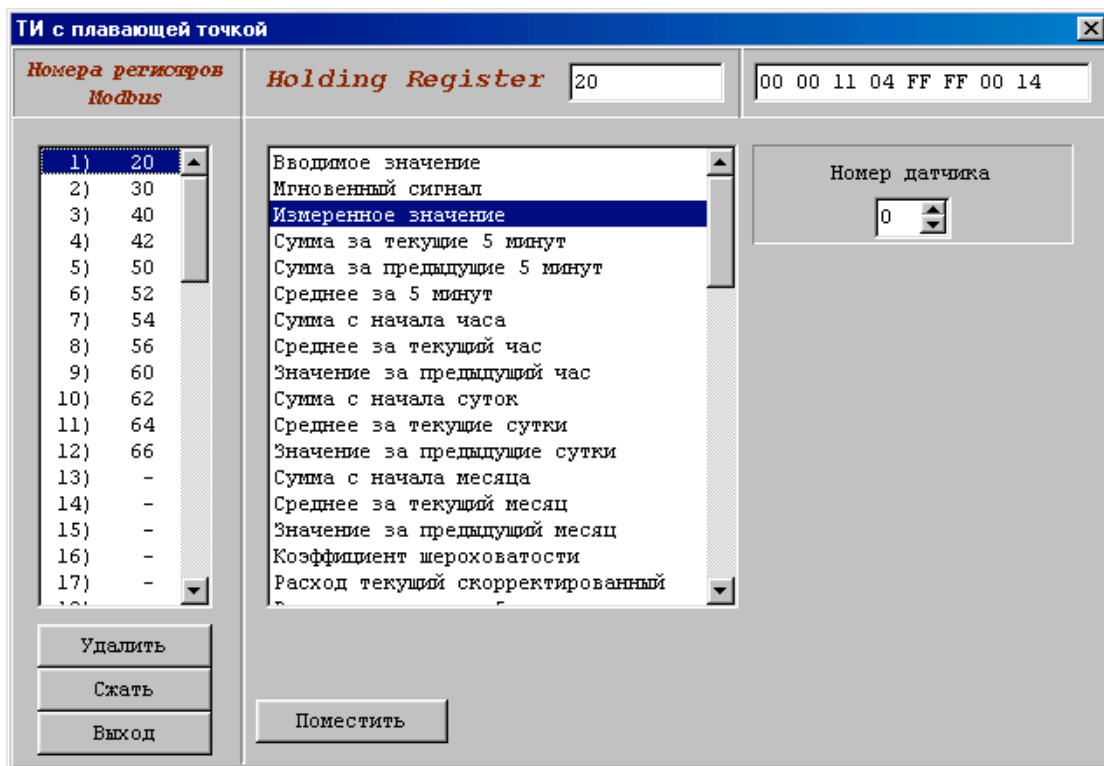 ТИ с плавающей точкой
Номера регистров
Modbus
Holding Register 20
00 00 11 04 FF FF 00 14
1) 20
2) 30
3) 40
4) 42
5) 50
6) 52
7) 54
8) 56
9) 60
10) 62
11) 64
12) 66
13) -
14) -
15) -
16) -
17) -
Удалить
Сжать
Выход
Вводимое значение
Мгновенный сигнал
Измеренное значение
Сумма за текущие 5 минут
Сумма за предыдущие 5 минут
Среднее за 5 минут
Сумма с начала часа
Среднее за текущий час
Значение за предыдущий час
Сумма с начала суток
Среднее за текущие сутки
Значение за предыдущие сутки
Сумма с начала месяца
Среднее за текущий месяц
Значение за предыдущий месяц
Коэффициент шероховатости
Расход текущий скорректированный
Поместить
Номер датчика
0